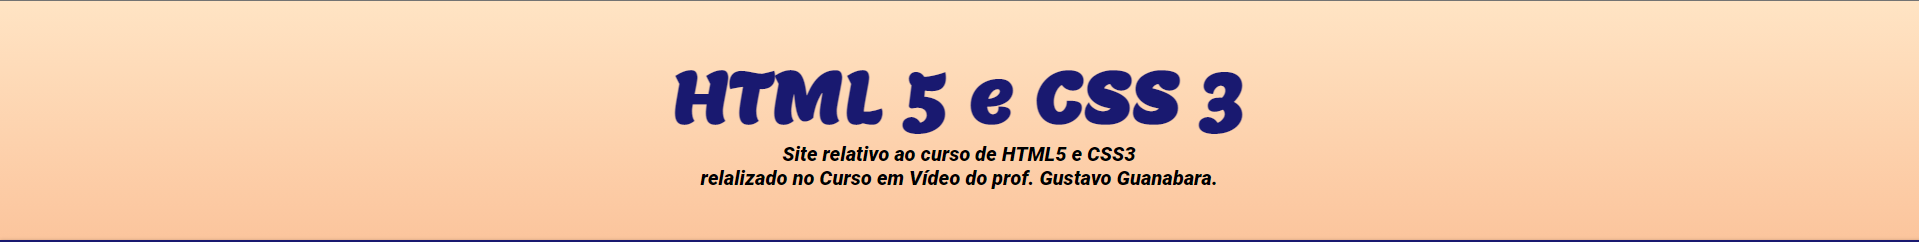 HTML 5 e CSS 3
Site relativo ao curso de HTML5 e CSS3
relalizado no Curso em Vídeo do prof. Gustavo Guanabara.